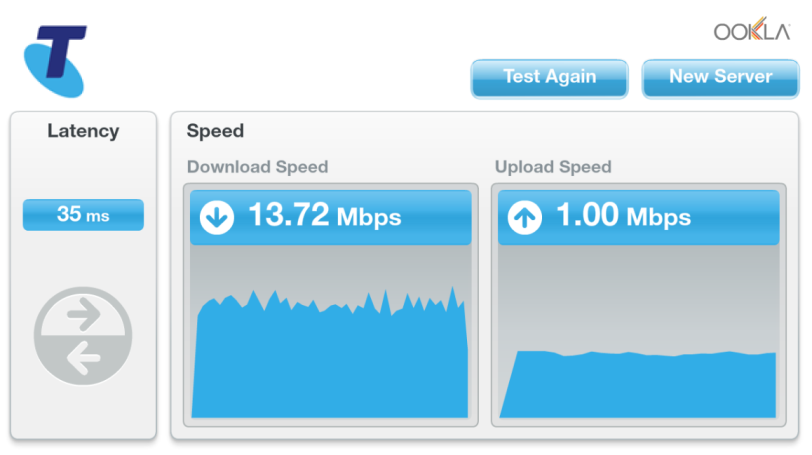 T
OOKLA
Test Again
New Server
Latency
Speed
Download Speed
Upload Speed
35 ms
13.72 Mbps
1.00 Mbps